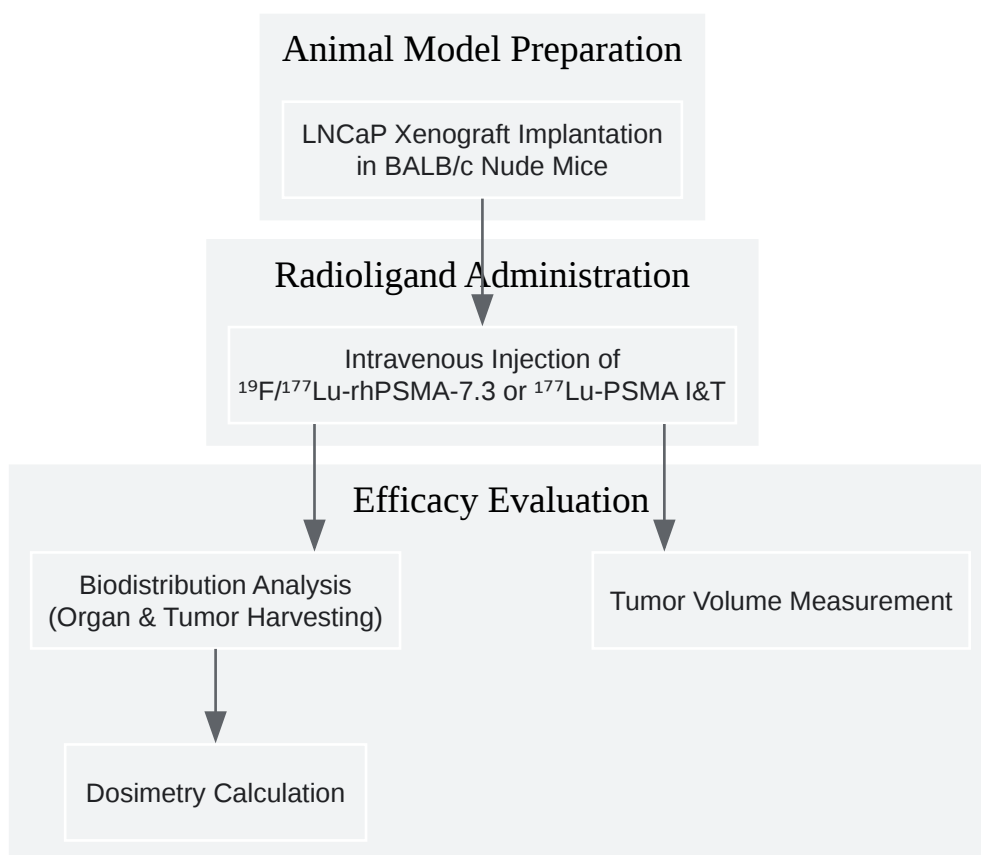 Animal Model Preparation
LNCaP Xenograft Implantation
in BALB/c Nude Mice
Radioligand Administration
Intravenous Injection of
¹⁹F/¹⁷⁷Lu-rhPSMA-7.3 or ¹⁷⁷Lu-PSMA I&T
Efficacy Evaluation
Biodistribution Analysis
(Organ & Tumor Harvesting)
Tumor Volume Measurement
Dosimetry Calculation